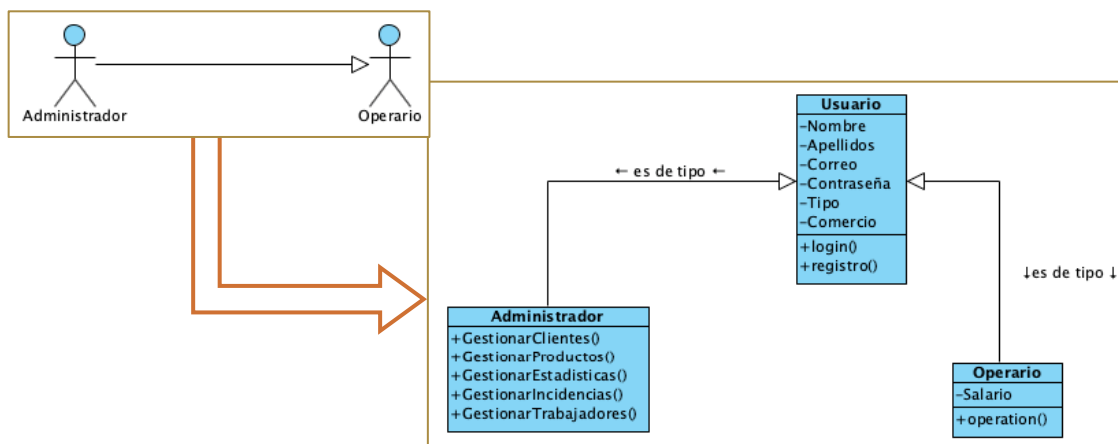 Administrador
Operario
Usuario
-Nombre
-Apellidos
-Correo
-Contraseña
-Tipo
-Comercio
+login()
+registro()
← es de tipo ←
↓es de tipo ↓
Administrador
+GestionarClientes()
+GestionarProductos()
+GestionarEstadisticas()
+GestionarIncidencias()
+GestionarTrabajadores()
Operario
-Salario
+operation()